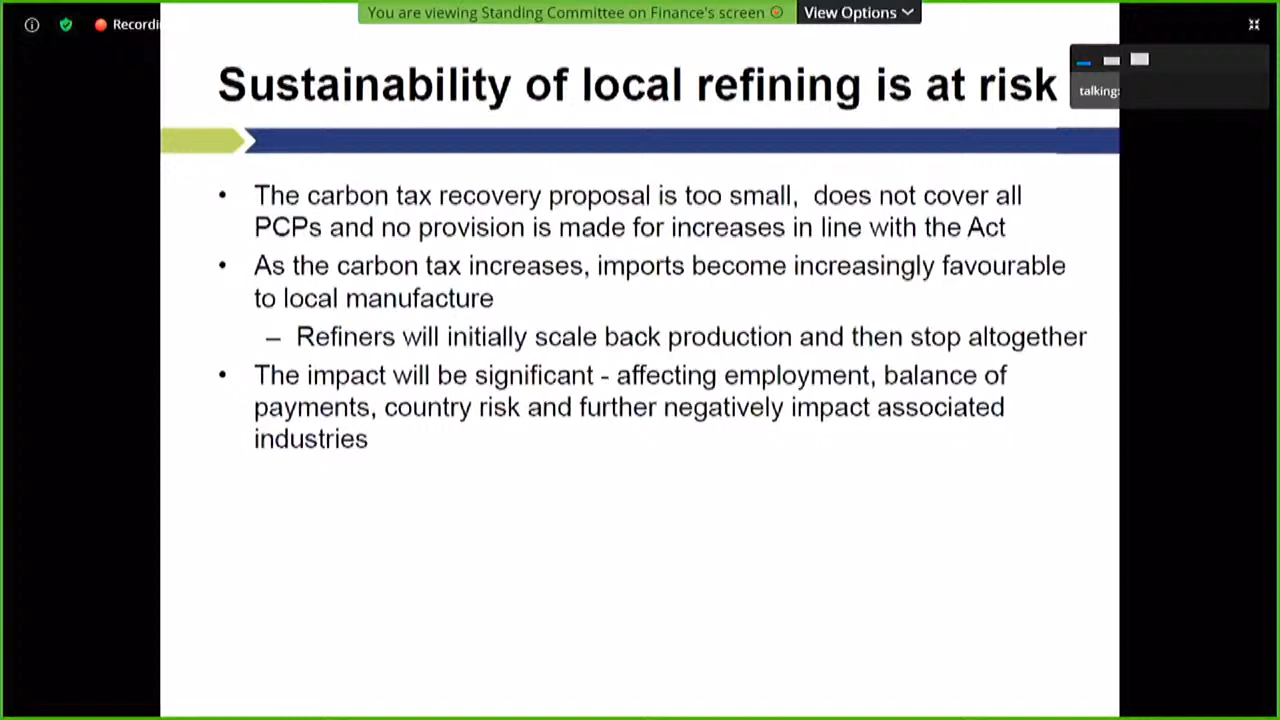 You are viewing Standing Committee on Finance's screen
View Options
talking:
Sustainability of local refining is at risk
• The carbon tax recovery proposal is too small, does not cover all
PCPs and no provision is made for increases in line with the Act
• As the carbon tax increases, imports become increasingly favourable
to local manufacture
– Refiners will initially scale back production and then stop altogether
• The impact will be significant - affecting employment, balance of
payments, country risk and further negatively impact associated
industries